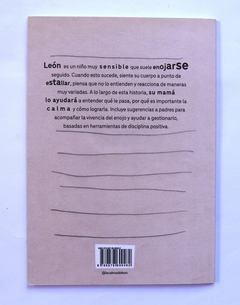 León es un niño muy sensible que suele enojarse
seguido. Cuando esto sucede, siente su cuerpo a punto de
estallar, piensa que no lo entienden y reacciona de maneras
muy variadas. A lo largo de esta historia, su mamá
lo ayudará a entender qué le pasa, por qué es importante la
calma y cómo lograrla. Incluye sugerencias a padres para
acompañar la vivencia del enojo y ayudar a gestionarlo,
basadas en herramientas de disciplina positiva.